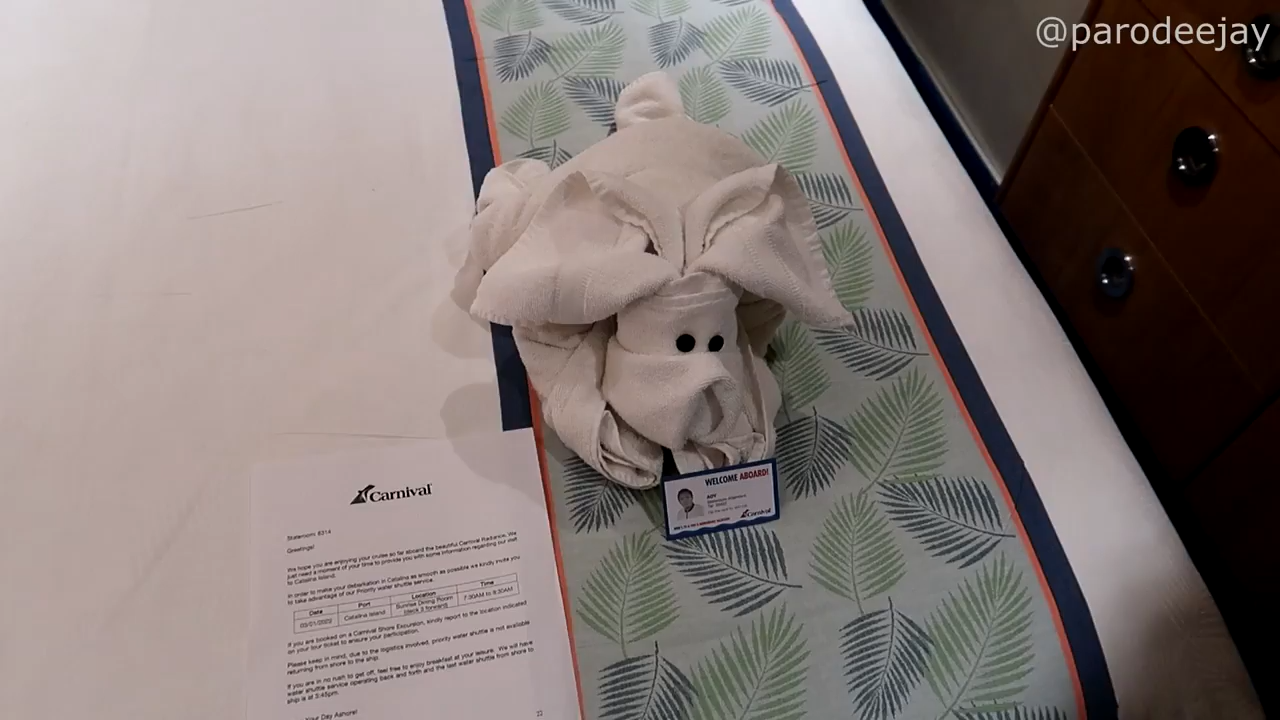 @parodeejay
WELCOME ABOARD!
Carnival
Carnival
Stateroom 8314
Greetings!
We hope you are enjoying your cruise so far aboard the beautiful Carnival Radiance. We
just need a moment of your time to provide you with some information regarding our visit
to Catalina Island.
In order to make your debarkation in Catalina as smooth as possible we kindly invite you
to take advantage of our Priority water shuttle service.
Date Port Location Time
03/01/2022 Catalina Island Sunrise Dining Room 7:30AM to 9:30AM
(deck 3 forward)
If you are booked on a Carnival Shore Excursion, kindly report to the location indicated
on your tour ticket to ensure your participation.
Please keep in mind, due to the logistics involved, priority water shuttle is not available
returning from shore to the ship.
If you are in no rush to get off, feel free to enjoy breakfast at your leisure. We will have
water shuttle service operating back and forth and the last water shuttle from shore to
ship is at 3:45pm.
Your Day Ashore!